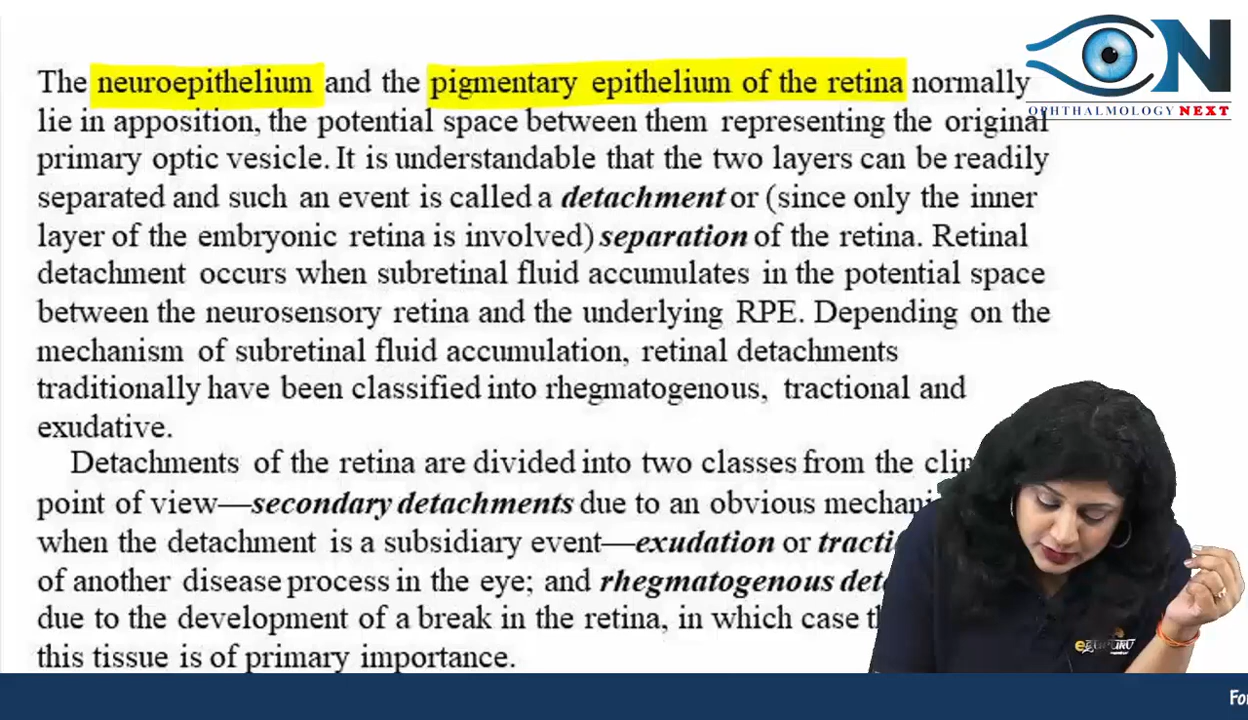 The neuroepithelium and the pigmentary epithelium of the retina normally
lie in apposition, the potential space between them representing the original
primary optic vesicle. It is understandable that the two layers can be readily
separated and such an event is called a detachment or (since only the inner
layer of the embryonic retina is involved) separation of the retina. Retinal
detachment occurs when subretinal fluid accumulates in the potential space
between the neurosensory retina and the underlying RPE. Depending on the
mechanism of subretinal fluid accumulation, retinal detachments
traditionally have been classified into rhegmatogenous, tractional and
exudative.
Detachments of the retina are divided into two classes from the
point of view—secondary detachments due to an obvious
when the detachment is a subsidiary event—exudation or
of another disease process in the eye; and rhegmatogenous
due to the development of a break in the retina, in which case
this tissue is of primary importance.
ON
OPHTHALMOLOGY NEXT